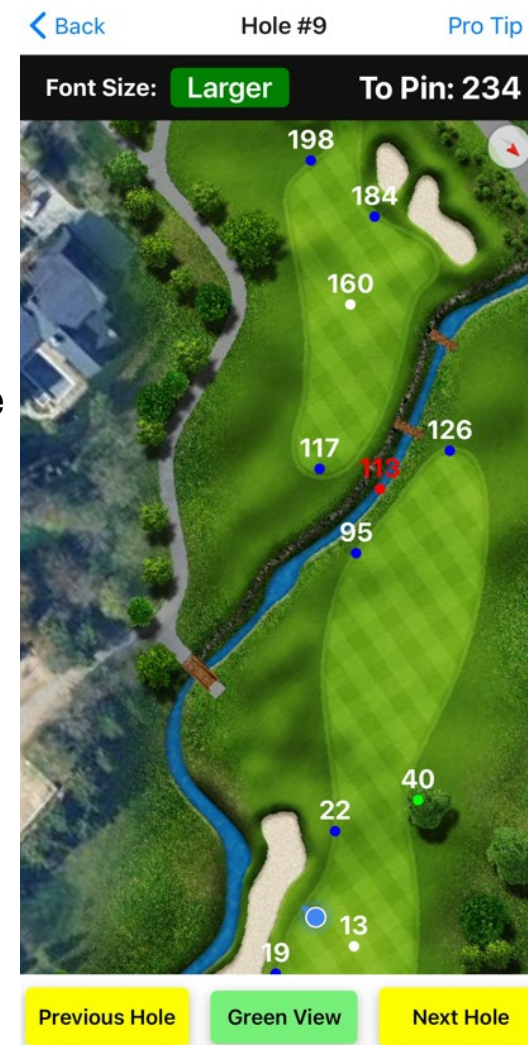 Back
Hole #9
Pro Tip
Font Size: Larger
To Pin: 234
198
184
160
117
113
126
95
40
22
13
19
Previous Hole
Green View
Next Hole